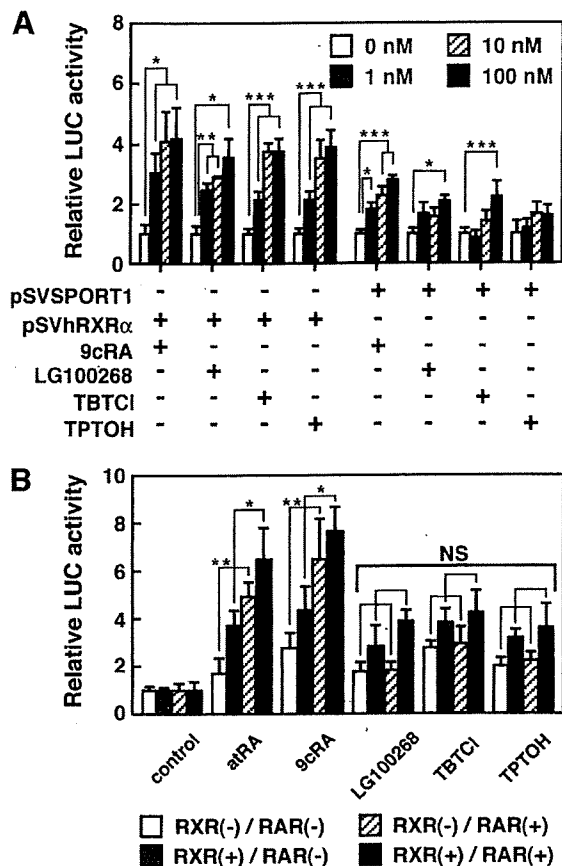 A
Relative LUC activity
8
6
4
2
0
0 nM 10 nM
1 nM 100 nM
* * *** *** *** * ***
** *
pSVSPORT1 - - - - + + + +
pSVhRXRα + + + + - - - -
9cRA + - - - + - - -
LG100268 - + - - - + - -
TBTCl - - + - - - + -
TPTOH - - - + - - - +
B
Relative LUC activity
10
8
6
4
2
0
** * ** * NS
control atRA 9cRA LG100268 TBTCl TPTOH
RXR(-) / RAR(-) RXR(-) / RAR(+)
RXR(+) / RAR(-) RXR(+) / RAR(+)